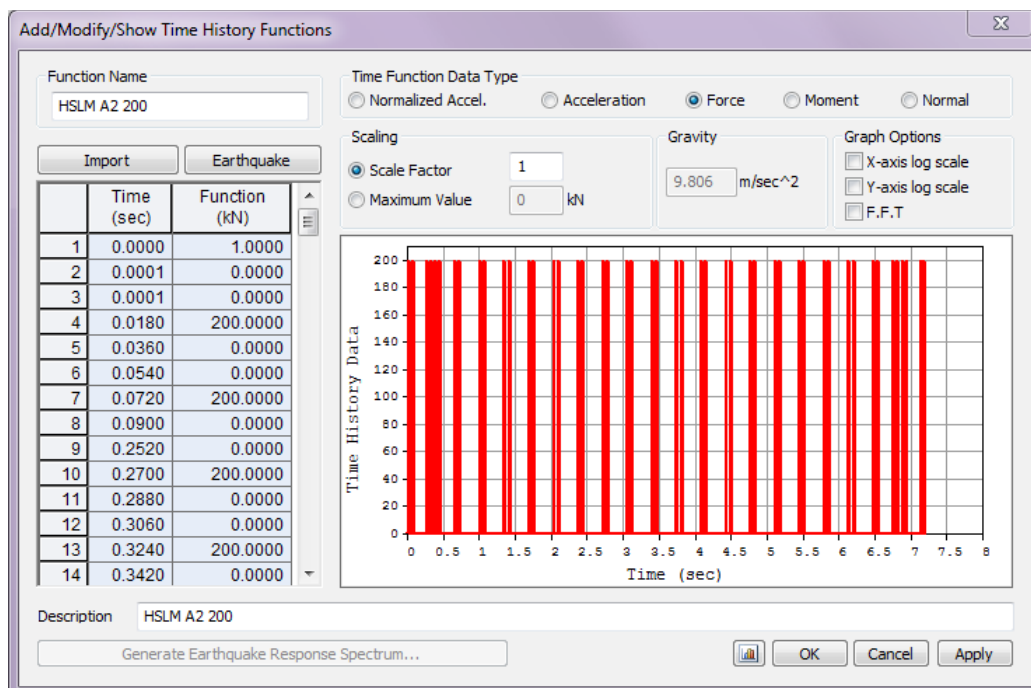 Add/Modify/Show Time History Functions
Function Name
HSLM A2 200
Time Function Data Type
Normalized Accel. Acceleration Force Moment Normal
Import Earthquake
Scaling
Scale Factor 1
Maximum Value 0 kN
Gravity
9.806 m/sec^2
Graph Options
X-axis log scale
Y-axis log scale
F.F.T
Time (sec) Function (kN)
1 0.0000 1.0000
2 0.0001 0.0000
3 0.0001 0.0000
4 0.0180 200.0000
5 0.0360 0.0000
6 0.0540 0.0000
7 0.0720 200.0000
8 0.0900 0.0000
9 0.2520 0.0000
10 0.2700 200.0000
11 0.2880 0.0000
12 0.3060 0.0000
13 0.3240 200.0000
14 0.3420 0.0000
Time History Data
200
180
160
140
120
100
80
60
40
20
0
0 0.5 1 1.5 2 2.5 3 3.5 4 4.5 5 5.5 6 6.5 7 7.5 8
Time (sec)
Description HSLM A2 200
Generate Earthquake Response Spectrum... OK Cancel Apply